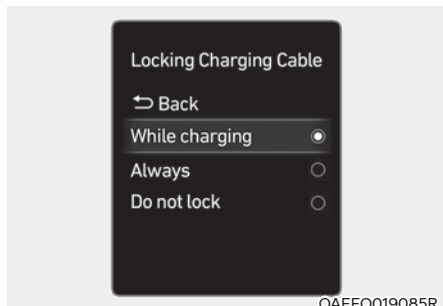 Locking Charging Cable
⮌ Back
While charging
Always
Do not lock
OAEEQ019085R